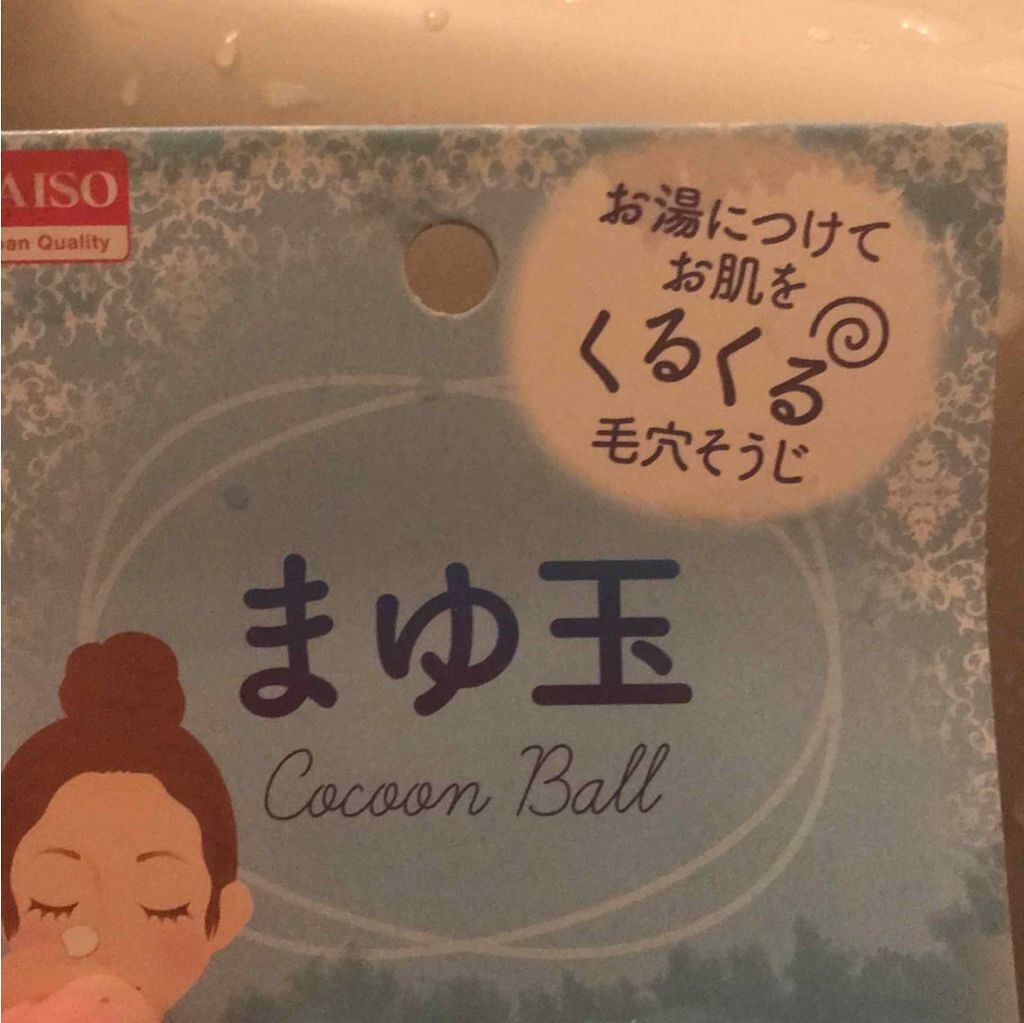 AISO
pan Quality
お湯につけて
お肌を
くるくる
毛穴そうじ
まゆ玉
Cocoon Ball